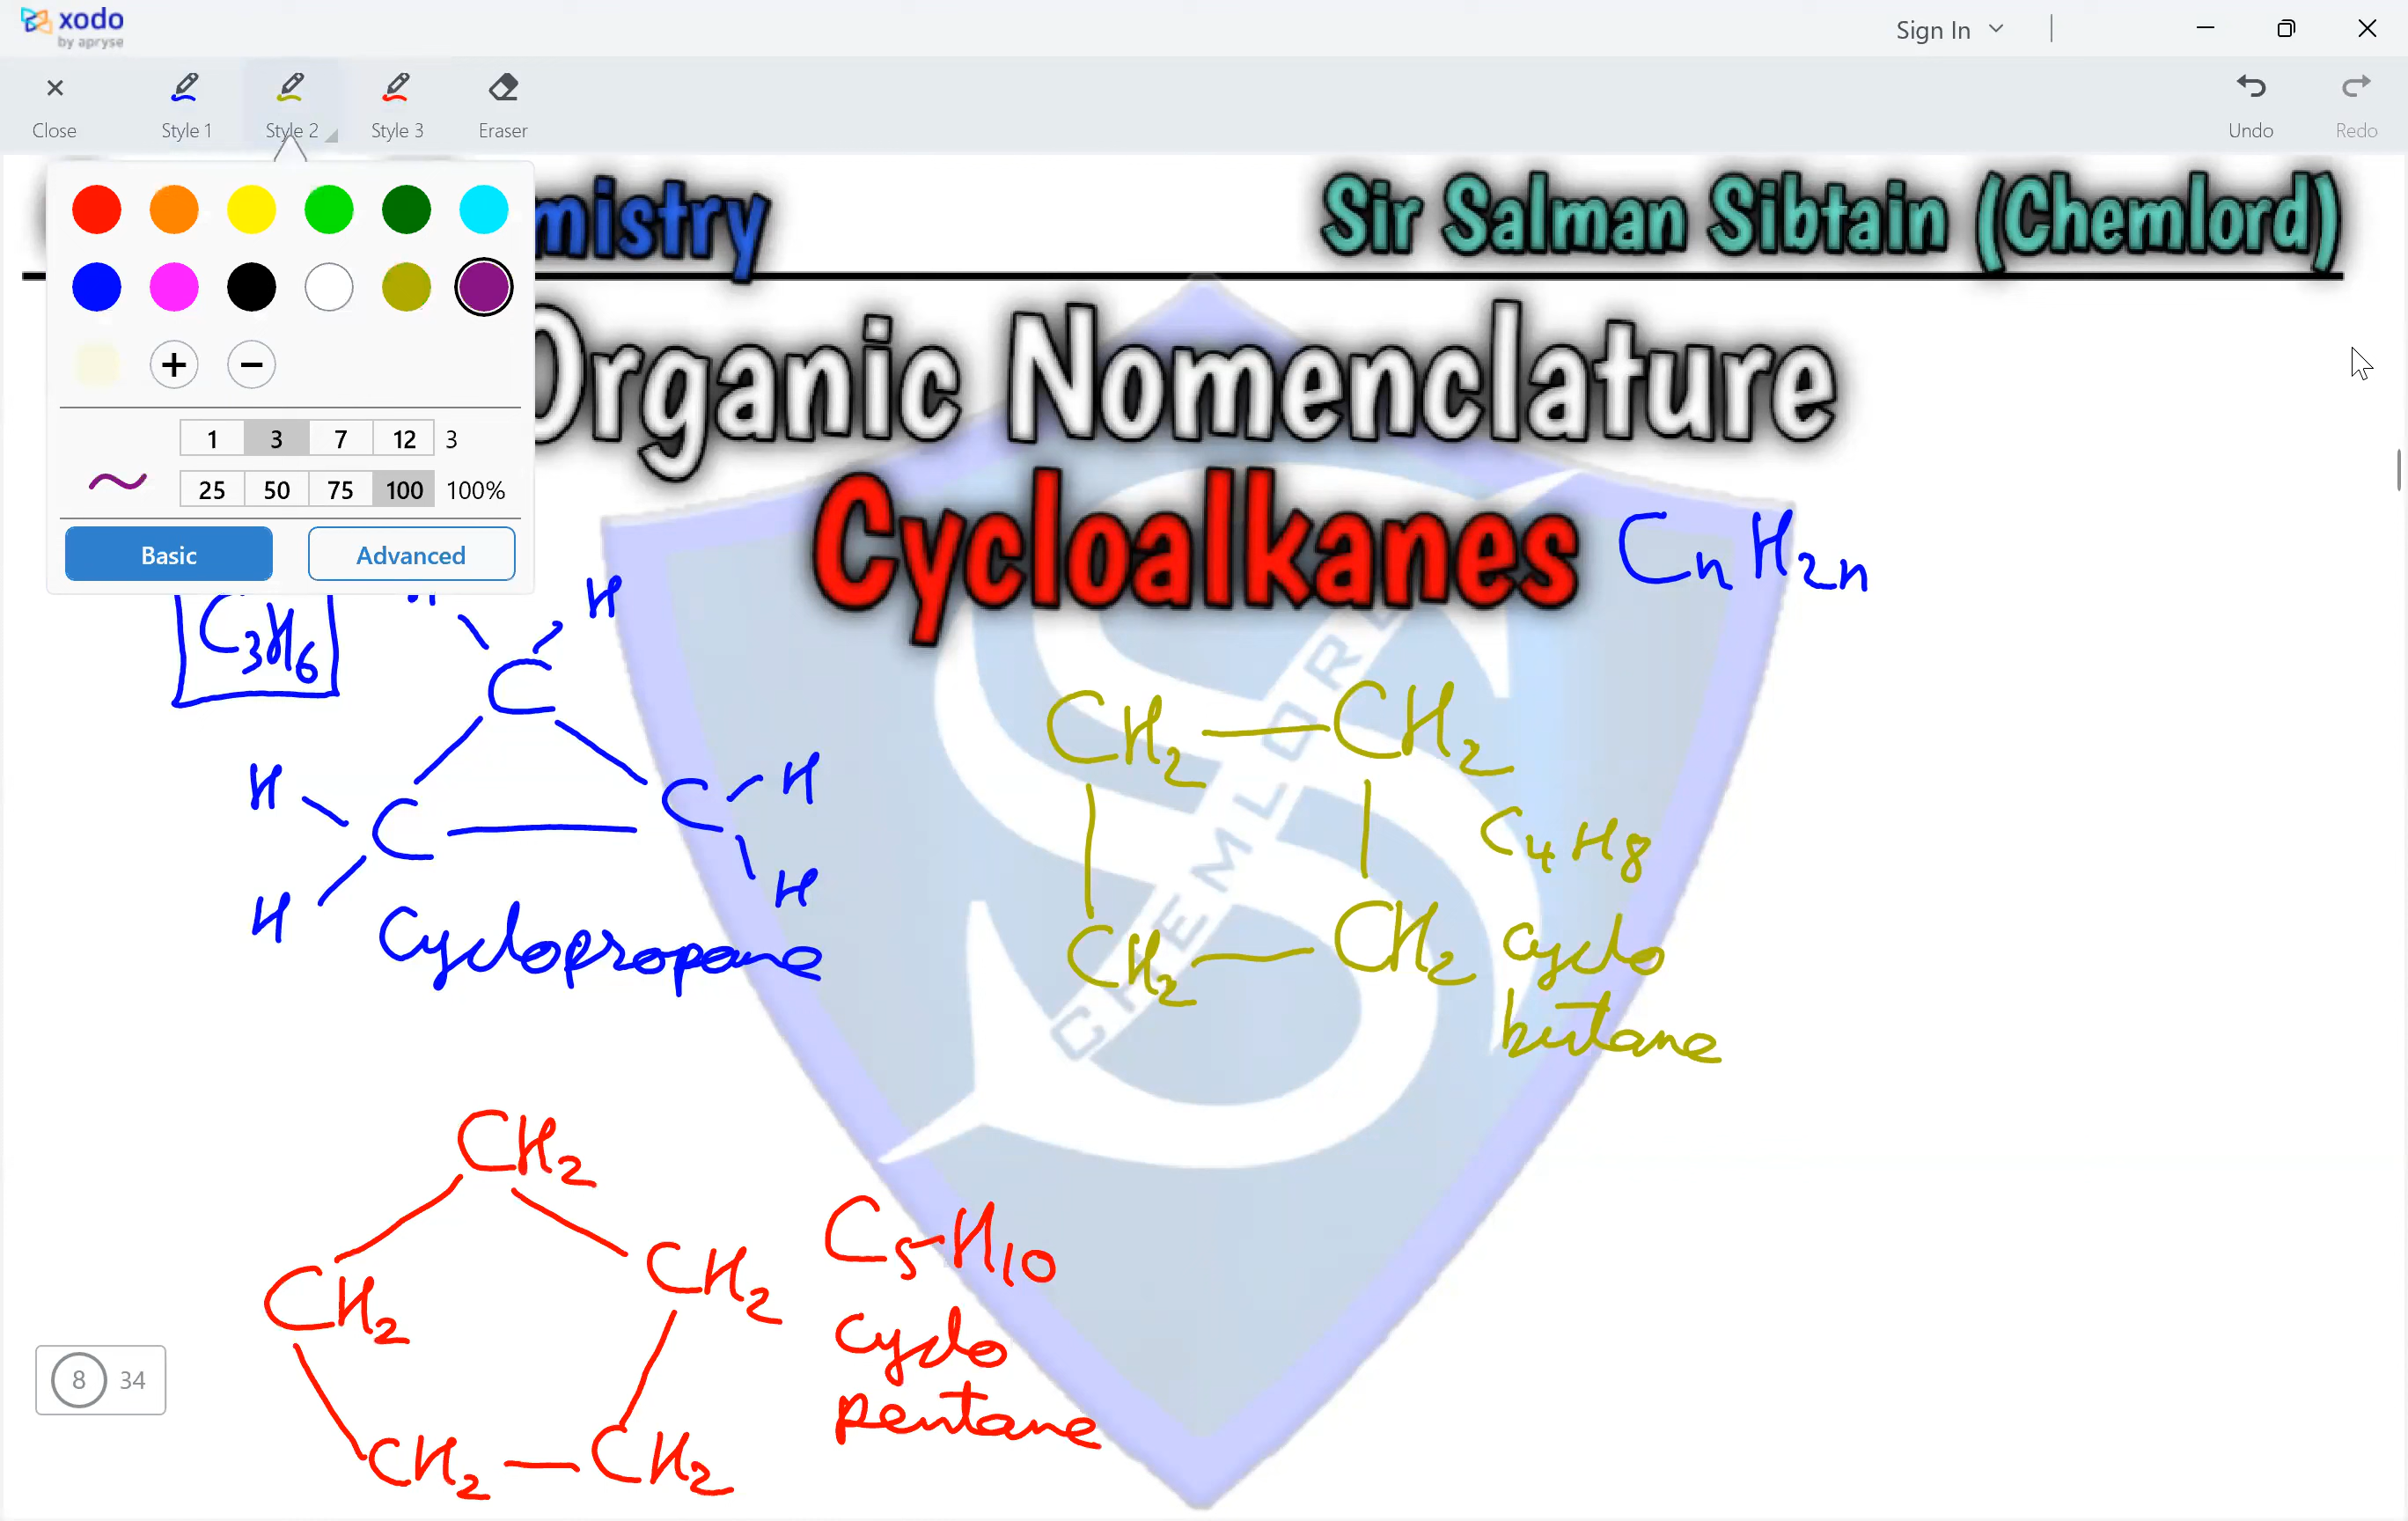 xodo
by apryse
Sign In
Close
Style 1
Style 2
Style 3
Eraser
Undo
Redo
mistry
Sir Salman Sibtain (Chemlord)
1 3 7 12 3
25 50 75 100 100%
Basic
Advanced
Organic Nomenclature
Cycloalkanes
CnH2n
C3H6
H
C
H C C H
H H
Cyclopropane
CH2 — CH2
C4H8
CH2 — CH2
cyclo
butane
CHEMLORD
CH2
CH2 CH2
CH2 — CH2
C5H10
cyclo
pentane
8 34